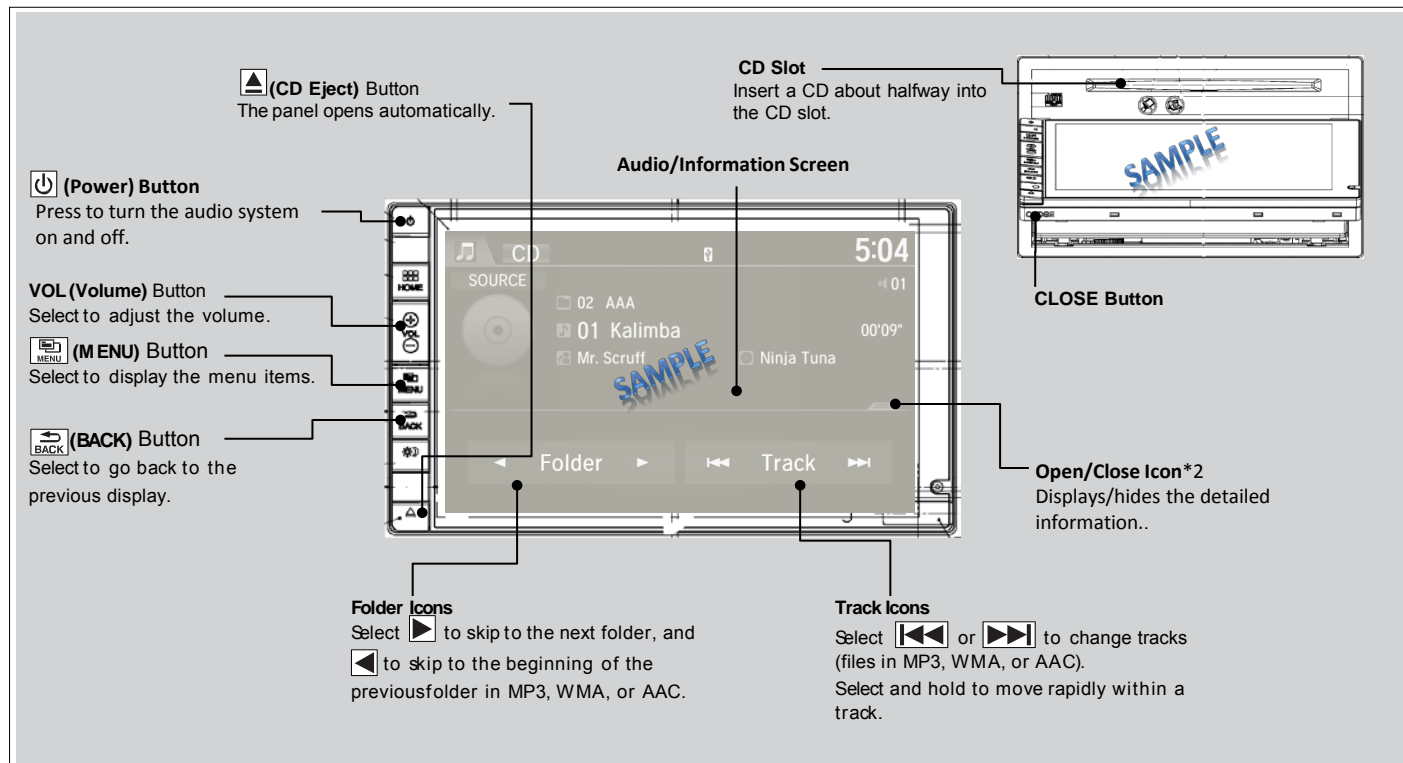 CD Slot
Insert a CD about halfway into
the CD slot.
(CD Eject) Button
The panel opens automatically.
Audio/Information Screen
(Power) Button
Press to turn the audio system
on and off.
VOL (Volume) Button
Select to adjust the volume.
MENU (MENU) Button
Select to display the menu items.
BACK (BACK) Button
Select to go back to the
previous display.
HOME
VOL
MENU
BACK
CD
5:04
SOURCE
01
02 AAA
01 Kalimba
00'09"
Mr. Scruff
Ninja Tuna
SAMPLE
Folder
Track
SAMPLE
CLOSE
CLOSE Button
Open/Close Icon*2
Displays/hides the detailed
information..
Folder Icons
Select to skip to the next folder, and
to skip to the beginning of the
previousfolder in MP3, WMA, or AAC.
Track Icons
Select or to change tracks
(files in MP3, WMA, or AAC).
Select and hold to move rapidly within a
track.